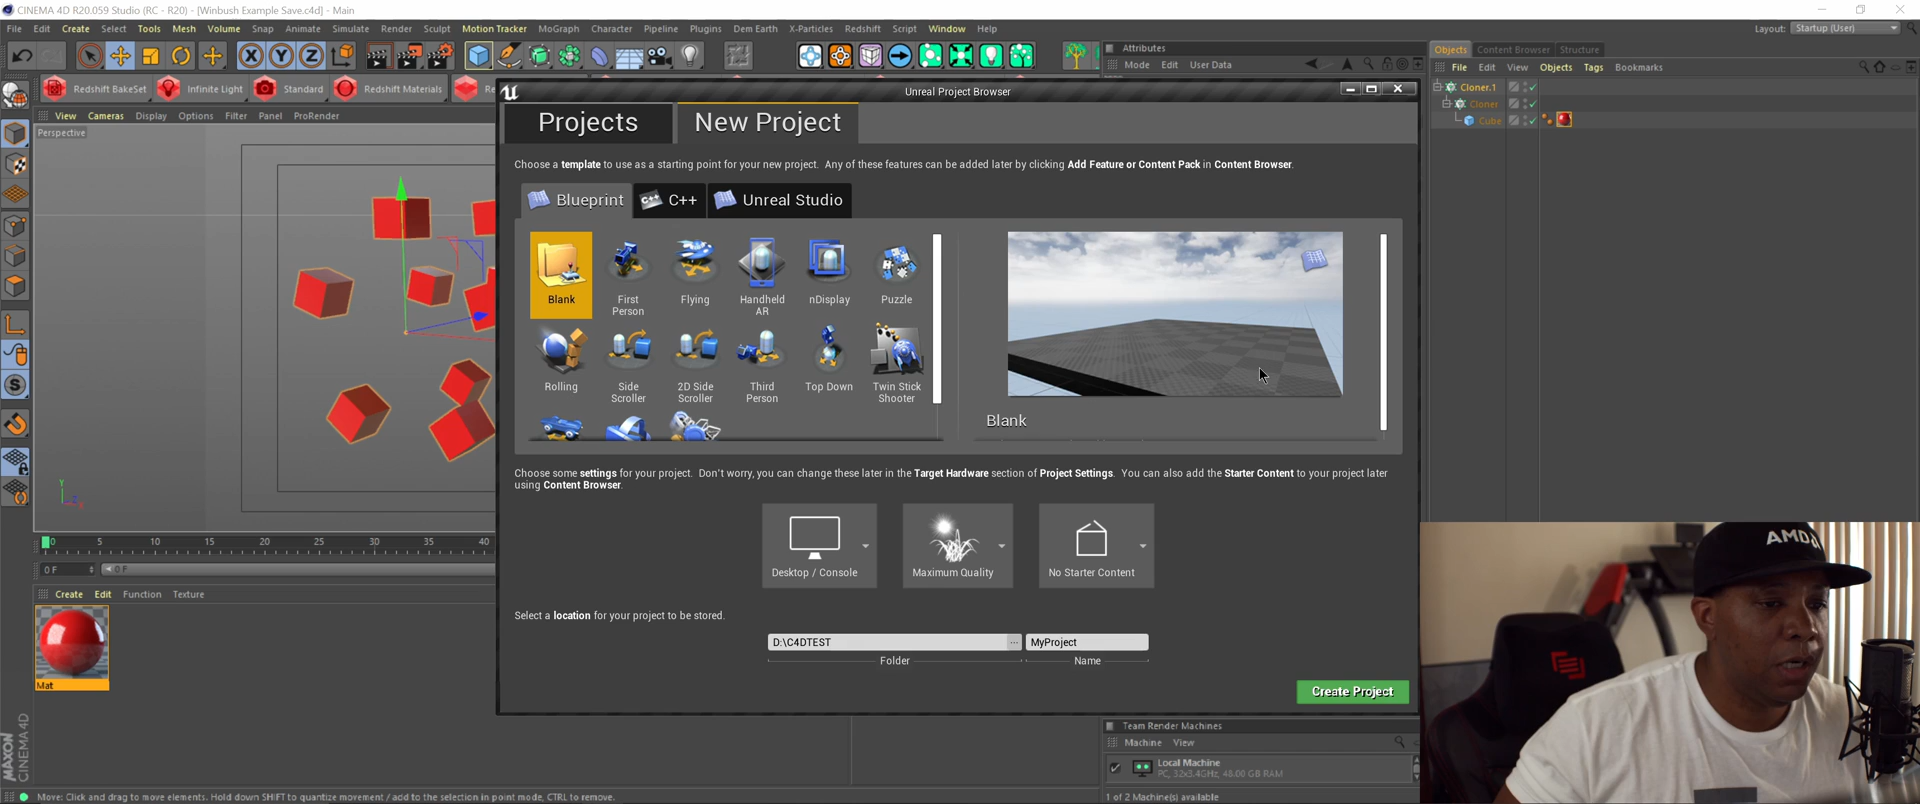 CINEMA 4D R20.059 Studio (RC - R20) - [Winbush Example Save.c4d] - Main
File Edit Create Select Tools Mesh Volume Snap Animate Simulate Render Sculpt Motion Tracker MoGraph Character Pipeline Plugins Dem Earth X-Particles Redshift Script Window Help
Layout: Startup (User)
Attributes
Mode Edit User Data
Objects Content Browser Structure
File Edit View Objects Tags Bookmarks
Redshift BakeSet Infinite Light Standard Redshift Materials Re
Cloner.1
Cloner
Cube
View Cameras Display Options Filter Panel ProRender
Perspective
Unreal Project Browser
Projects New Project
Choose a template to use as a starting point for your new project. Any of these features can be added later by clicking Add Feature or Content Pack in Content Browser.
Blueprint C++ Unreal Studio
Blank First Person Flying Handheld AR nDisplay Puzzle
Rolling Side Scroller 2D Side Scroller Third Person Top Down Twin Stick Shooter
Blank
Choose some settings for your project. Don't worry, you can change these later in the Target Hardware section of Project Settings. You can also add the Starter Content to your project later
using Content Browser.
Desktop / Console Maximum Quality No Starter Content
Select a location for your project to be stored.
D:\C4DTEST ... MyProject
Folder Name
Create Project
0 5 10 15 20 25 30 35 40
0 F 0 F
Create Edit Function Texture
Mat
MAXON
CINEMA 4D
AMD
Team Render Machines
Machine View
Local Machine
PC, 32x3.4GHz, 48.00 GB RAM
1 of 2 Machine(s) available
Move: Click and drag to move elements. Hold down SHIFT to quantize movement / add to the selection in point mode, CTRL to remove.